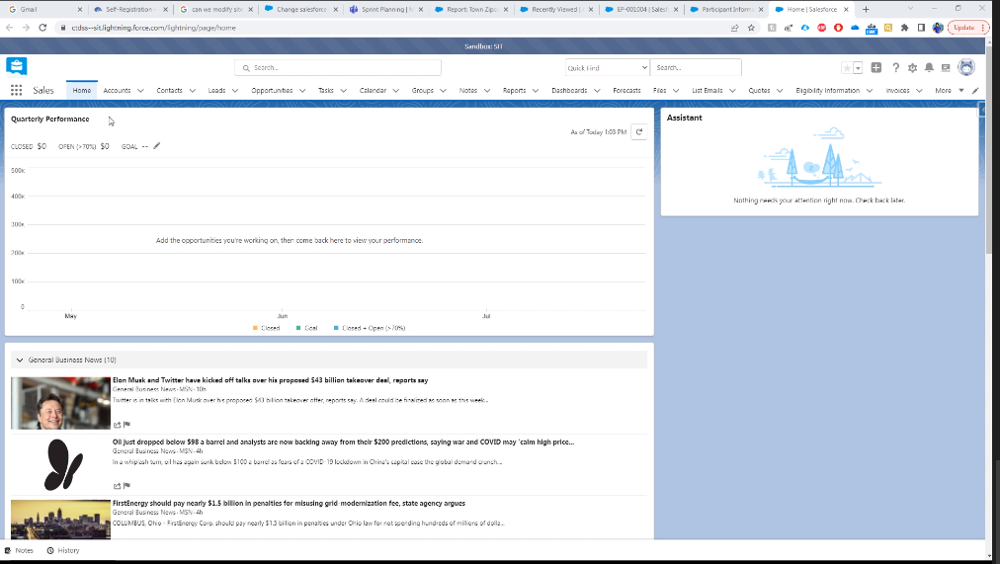 Gmail
Self-Registration -
can we modify site
Change salesforce
Sprint Planning | M
Report: Town Zipc
Recently Viewed |
EP-001004 | Salesf
Participant Informa
Home | Salesforce
ctdss--sit.lightning.force.com/lightning/page/home
Update
Sandbox: SIT
Search...
Quick Find
Search...
Sales
Home
Accounts
Contacts
Leads
Opportunities
Tasks
Calendar
Groups
Notes
Reports
Dashboards
Forecasts
Files
List Emails
Quotes
Eligibility Information
Invoices
More
Quarterly Performance
As of Today 1:03 PM
CLOSED $0 OPEN (>70%) $0 GOAL --
500K
400K
300K
200K
100K
0
Add the opportunities you're working on, then come back here to view your performance.
May
Jun
Jul
Closed
Goal
Closed + Open (>70%)
Assistant
Nothing needs your attention right now. Check back later.
General Business News (10)
Elon Musk and Twitter have kicked off talks over his proposed $43 billion takeover deal, reports say
General Business News • MSN • 10h
Twitter is in talks with Elon Musk over his proposed $43 billion takeover offer, reports say. A deal could be finalized as soon as this week...
Oil just dropped below $98 a barrel and analysts are now backing away from their $200 predictions, saying war and COVID may 'calm high price...
General Business News • MSN • 4h
In a whiplash turn, oil has again sunk below $100 a barrel as fears of a COVID-19 lockdown in China's capital ease the global demand crunch...
FirstEnergy should pay nearly $1.5 billion in penalties for misusing grid-modernization fee, state agency argues
General Business News • MSN • 4h
COLUMBUS, Ohio – FirstEnergy Corp. should pay nearly $1.5 billion in penalties under Ohio law for not spending hundreds of millions of dolla...
Notes
History